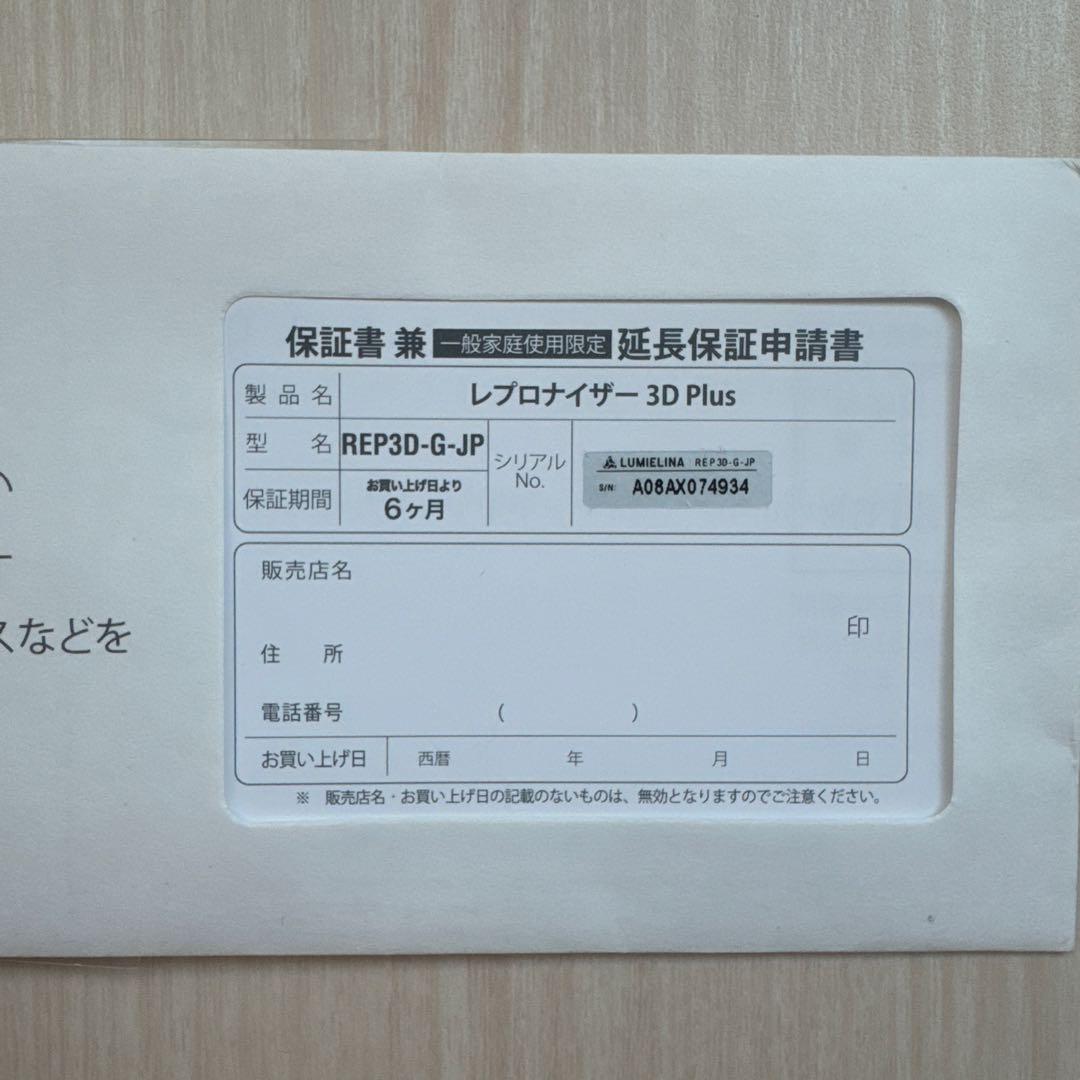 保証書 兼 一般家庭使用限定 延長保証申請書
製品名 レプロナイザー 3D Plus
型名 REP3D-G-JP
シリアルNo.
LUMIELINA REP3D-G-JP
S/N: A08AX074934
保証期間 お買い上げ日より
6ヶ月
販売店名
印
住所
電話番号 ( )
お買い上げ日 西暦 年 月 日
※ 販売店名・お買い上げ日の記載のないものは、無効となりますのでご注意ください。
の
スなどを